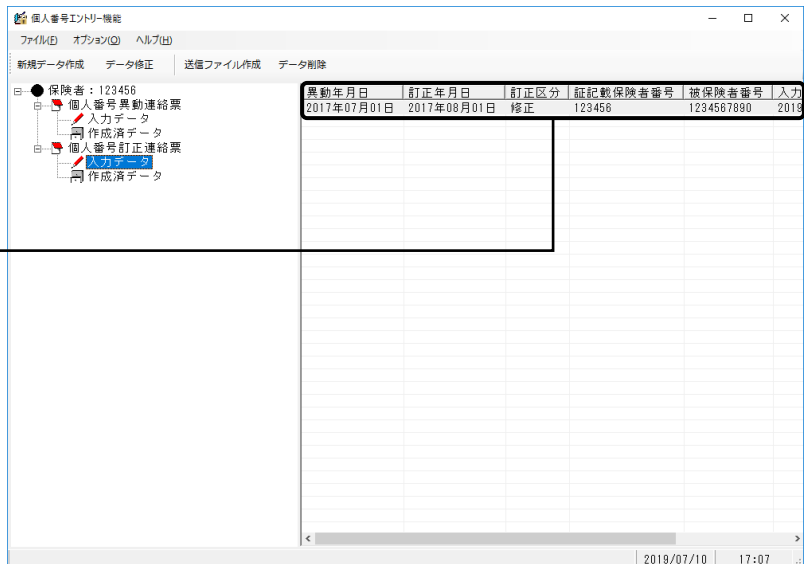 個人番号エントリー機能
ファイル(F) オプション(O) ヘルプ(H)
新規データ作成 データ修正 送信ファイル作成 データ削除
保険者：123456
個人番号異動連絡票
入力データ
作成済データ
個人番号訂正連絡票
入力データ
作成済データ
異動年月日 訂正年月日 訂正区分 証記載保険者番号 被保険者番号 入力
2017年07月01日 2017年08月01日 修正 123456 1234567890 2019
2019/07/10 17:07